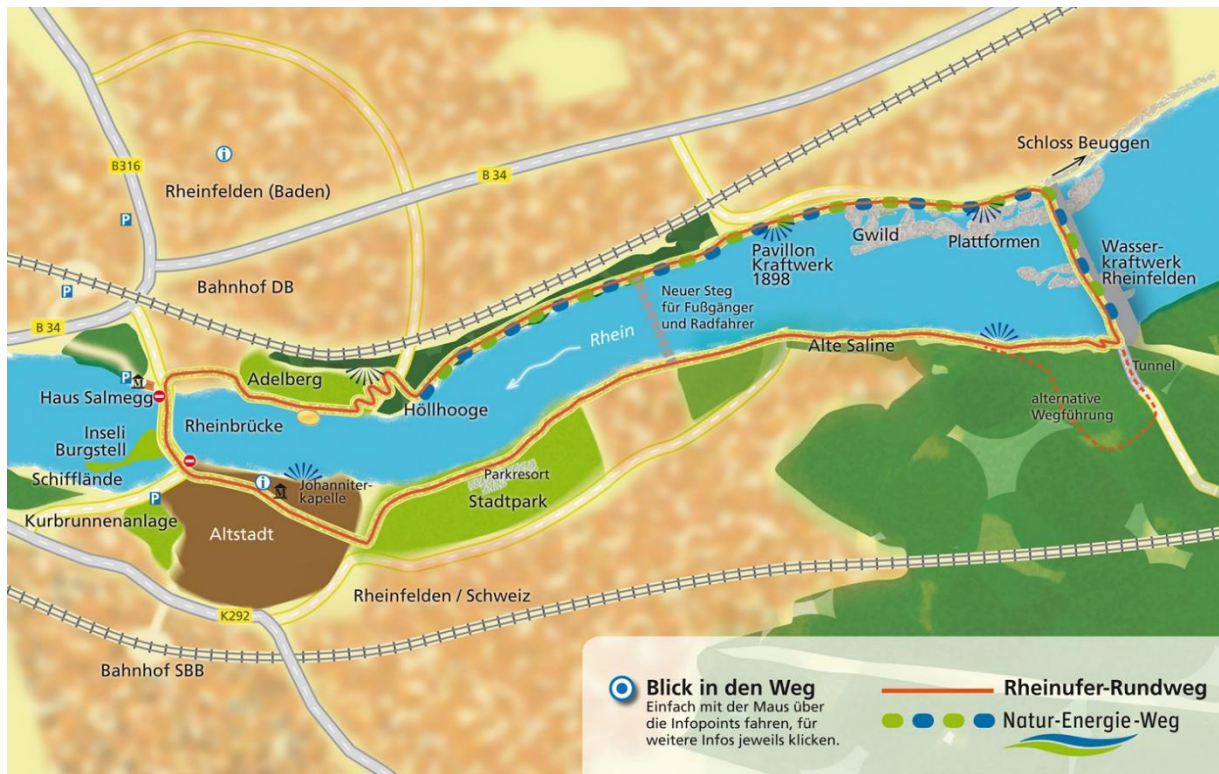 Schloss Beuggen
B316
B 34
Rheinfelden (Baden)
P
Gwild
Plattformen
Pavillon
Kraftwerk
1898
Wasser-
kraftwerk
Rheinfelden
Bahnhof DB
P
Neuer Steg
für Fußgänger
und Radfahrer
B 34
Rhein
Alte Saline
Tunnel
Adelberg
P
Haus Salmegg
Höllhooge
alternative
Wegführung
Rheinbrücke
Inseli
Burgstell
Schifflände
Parkresort
Johanniter-
kapelle
Stadtpark
P
Kurbrunnenanlage
Altstadt
Rheinfelden / Schweiz
K292
Bahnhof SBB
Blick in den Weg
Einfach mit der Maus über
die Infopoints fahren, für
weitere Infos jeweils klicken.
Rheinufer-Rundweg
Natur-Energie-Weg